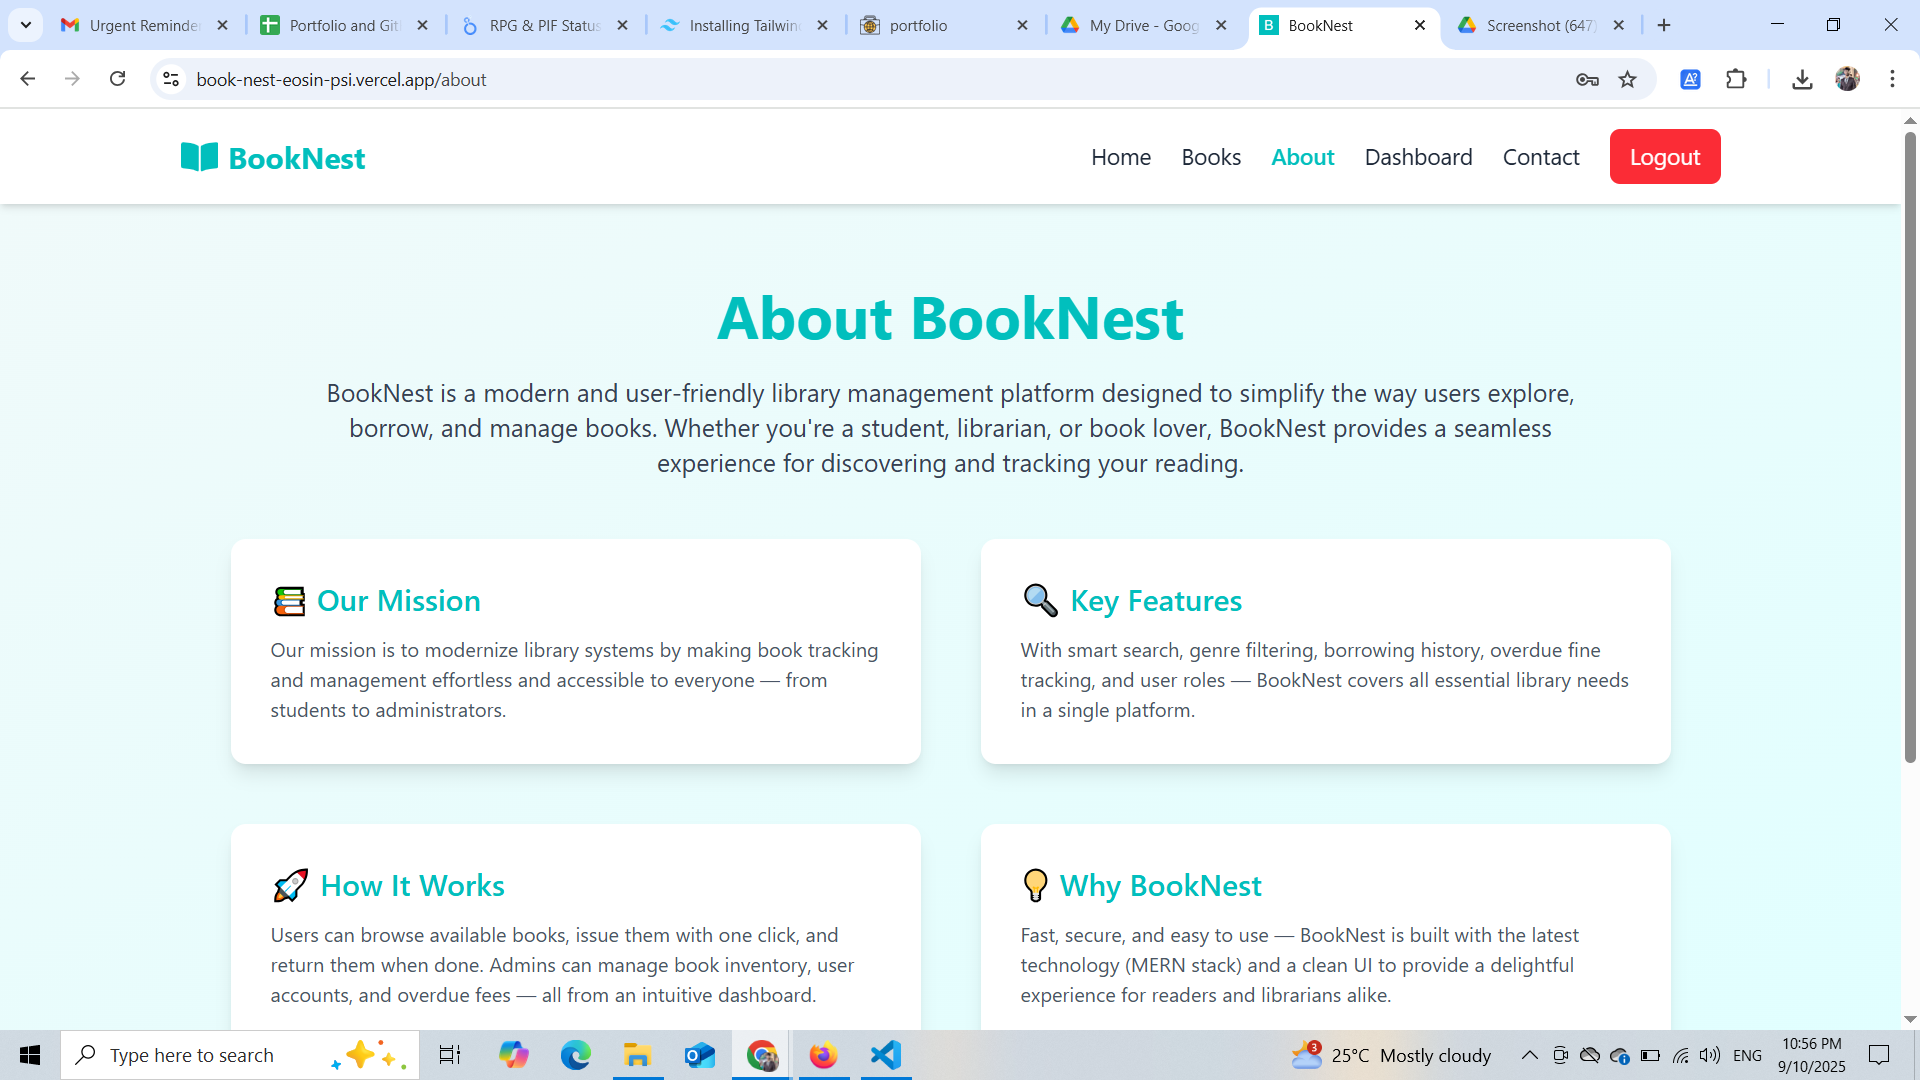 Urgent Reminde
Portfolio and Git
RPG & PIF Status
Installing Tailwin
portfolio
My Drive - Goog
BookNest
Screenshot (647)
book-nest-eosin-psi.vercel.app/about
BookNest
Home
Books
About
Dashboard
Contact
Logout
About BookNest
BookNest is a modern and user-friendly library management platform designed to simplify the way users explore,
borrow, and manage books. Whether you're a student, librarian, or book lover, BookNest provides a seamless
experience for discovering and tracking your reading.
Our Mission
Our mission is to modernize library systems by making book tracking
and management effortless and accessible to everyone — from
students to administrators.
Key Features
With smart search, genre filtering, borrowing history, overdue fine
tracking, and user roles — BookNest covers all essential library needs
in a single platform.
How It Works
Users can browse available books, issue them with one click, and
return them when done. Admins can manage book inventory, user
accounts, and overdue fees — all from an intuitive dashboard.
Why BookNest
Fast, secure, and easy to use — BookNest is built with the latest
technology (MERN stack) and a clean UI to provide a delightful
experience for readers and librarians alike.
Type here to search
3
25°C Mostly cloudy
ENG
10:56 PM
9/10/2025